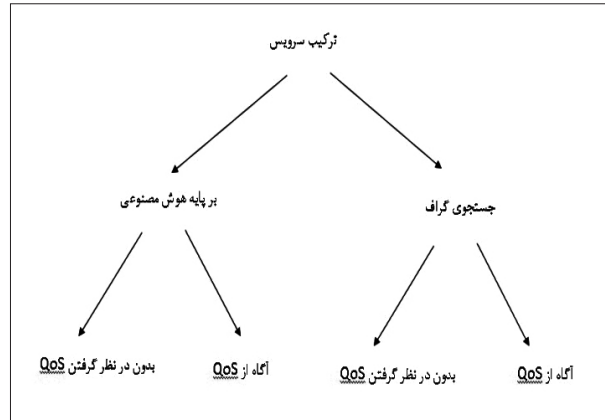 ترکیب سرویس
جستجوی گراف
بر پایه هوش مصنوعی
آگاه از QoS
بدون در نظر گرفتن QoS
آگاه از QoS
بدون در نظر گرفتن QoS